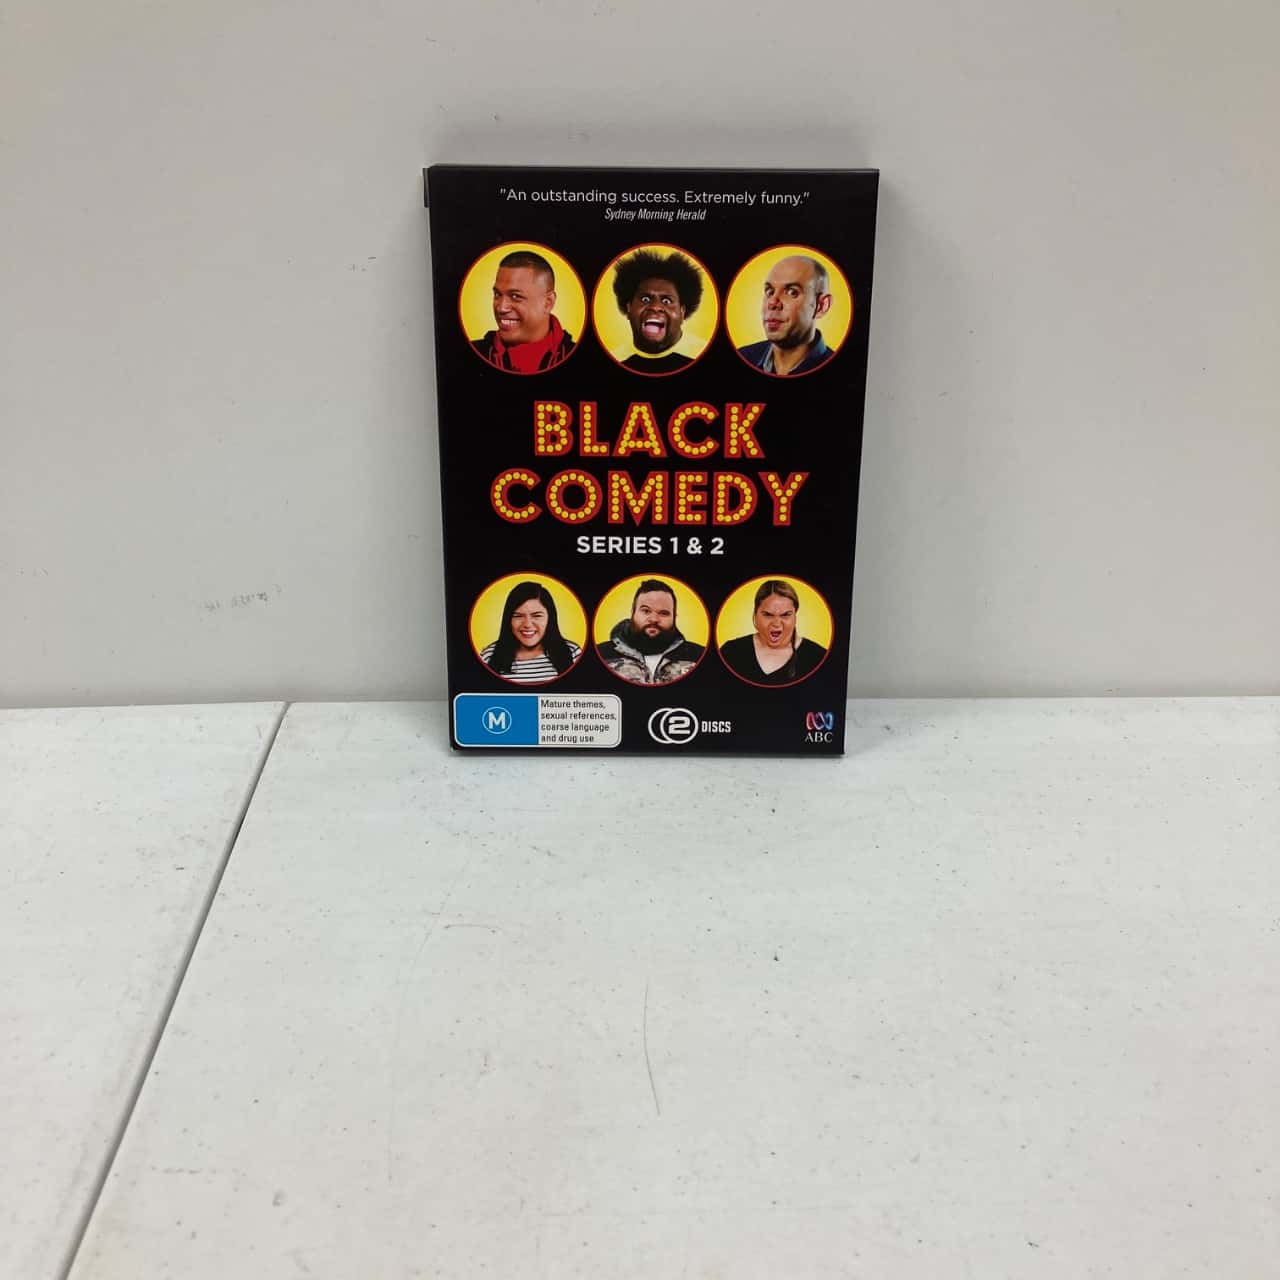 "An outstanding success. Extremely funny."
Sydney Morning Herald
BLACK
COMEDY
SERIES 1 & 2
M
Mature themes,
sexual references,
coarse language
and drug use
2 DISCS
ABC